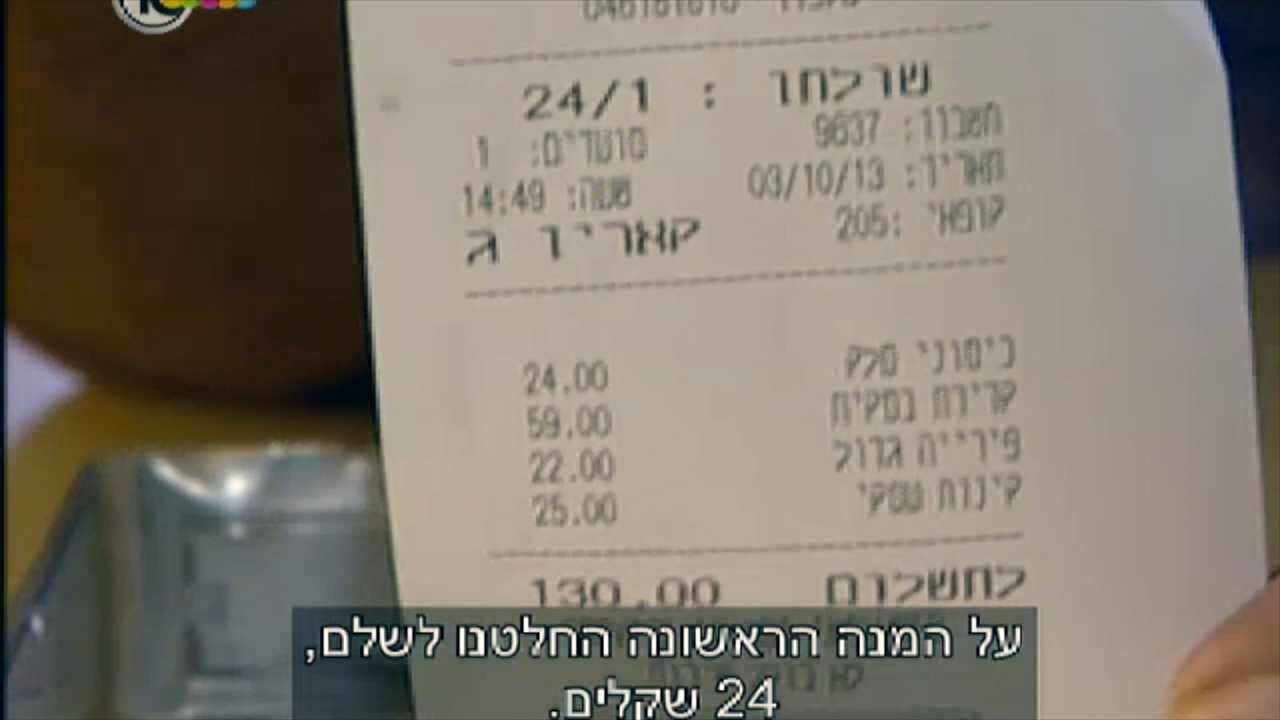 שולחן : 24/1
חשבון: 9637 סועדים: 1
תאריך: 03/10/13 שעה: 14:49
קופאי: 205 קארין ג
כיסוני סלק 24.00
קדירת נפקית 59.00
פירייה גדול 22.00
קינוח עסקי 25.00
לתשלום 130.00
על המנה הראשונה החלטנו לשלם,
24 שקלים.